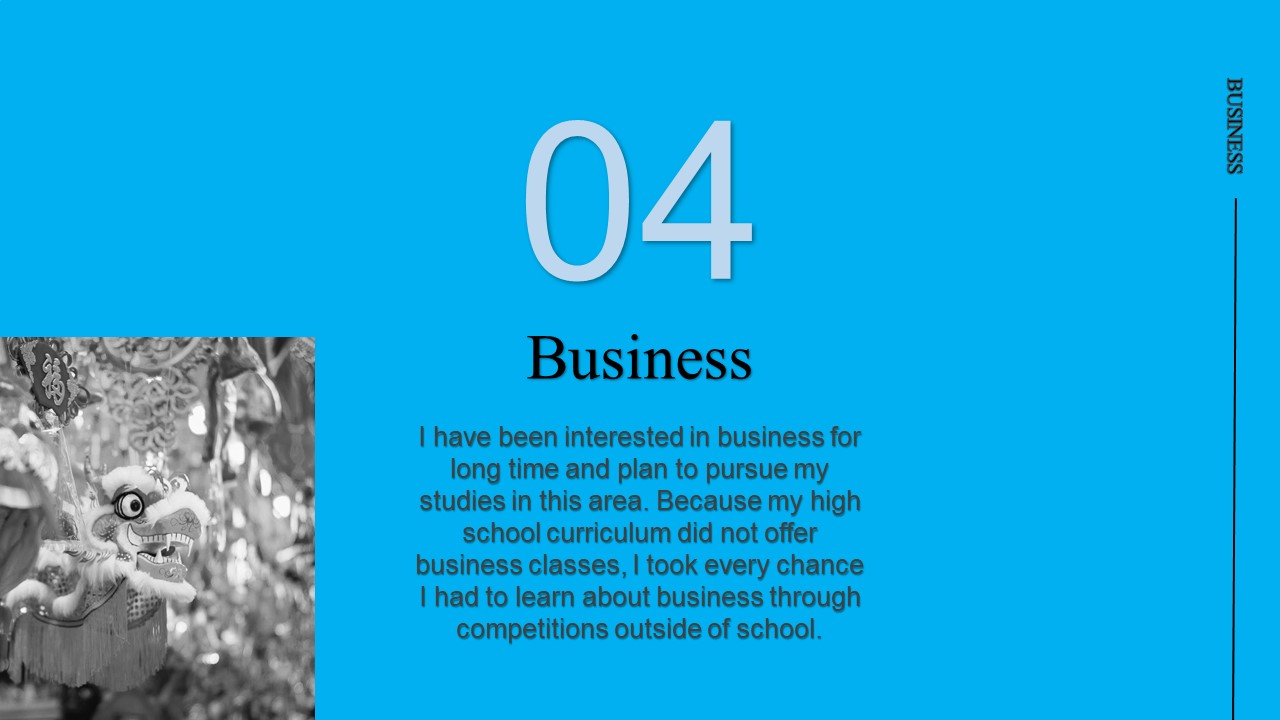 04
Business
I have been interested in business for
long time and plan to pursue my
studies in this area. Because my high
school curriculum did not offer
business classes, I took every chance
I had to learn about business through
competitions outside of school.
BUSINESS
福